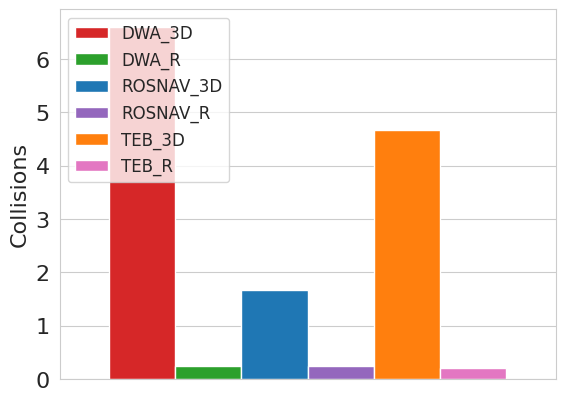 Collisions
6
5
4
3
2
1
0
DWA_3D
DWA_R
ROSNAV_3D
ROSNAV_R
TEB_3D
TEB_R